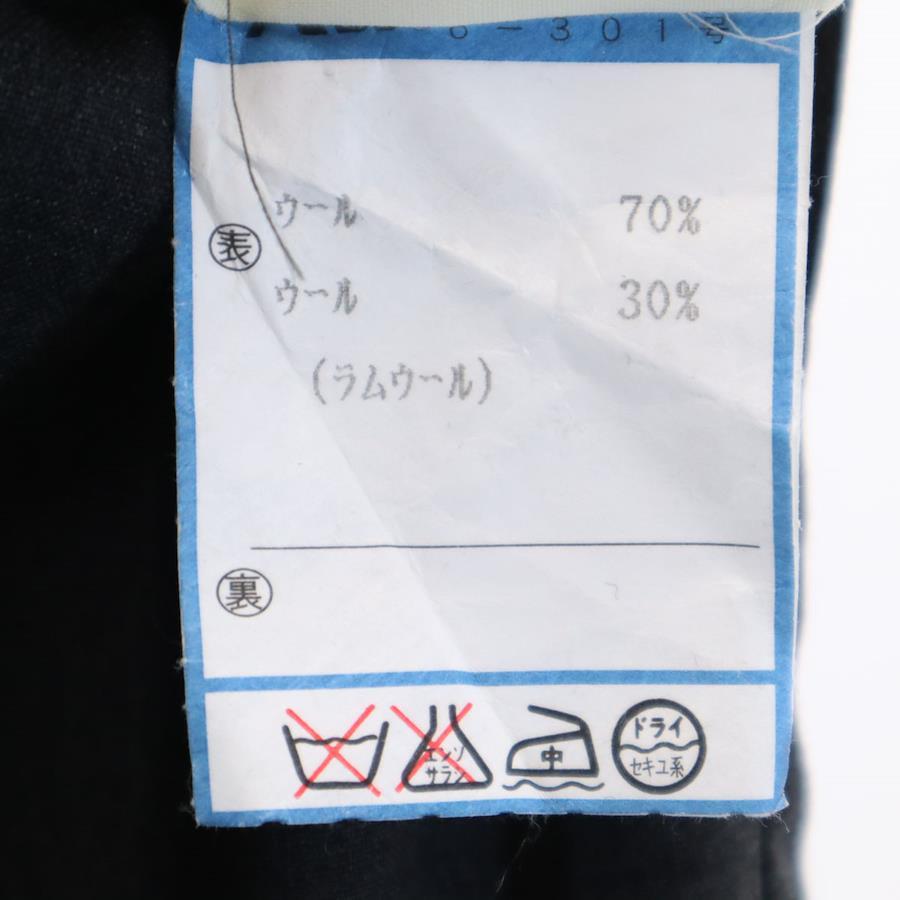 6-301号
ウール 70%
表
ウール 30%
(ラムウール)
裏
エンソ
サラシ
中
ドライ
セキユ系